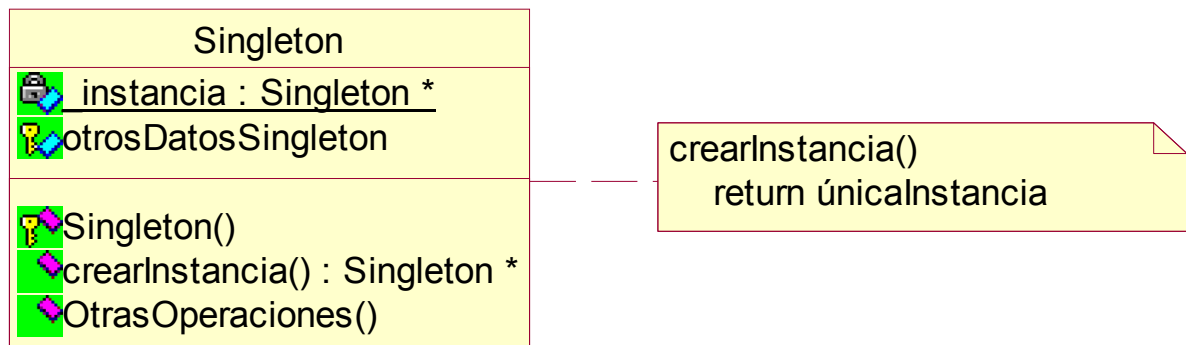 Singleton
_instancia : Singleton *
otrosDatosSingleton
Singleton()
crearInstancia() : Singleton *
OtrasOperaciones()
crearInstancia()
return únicaInstancia